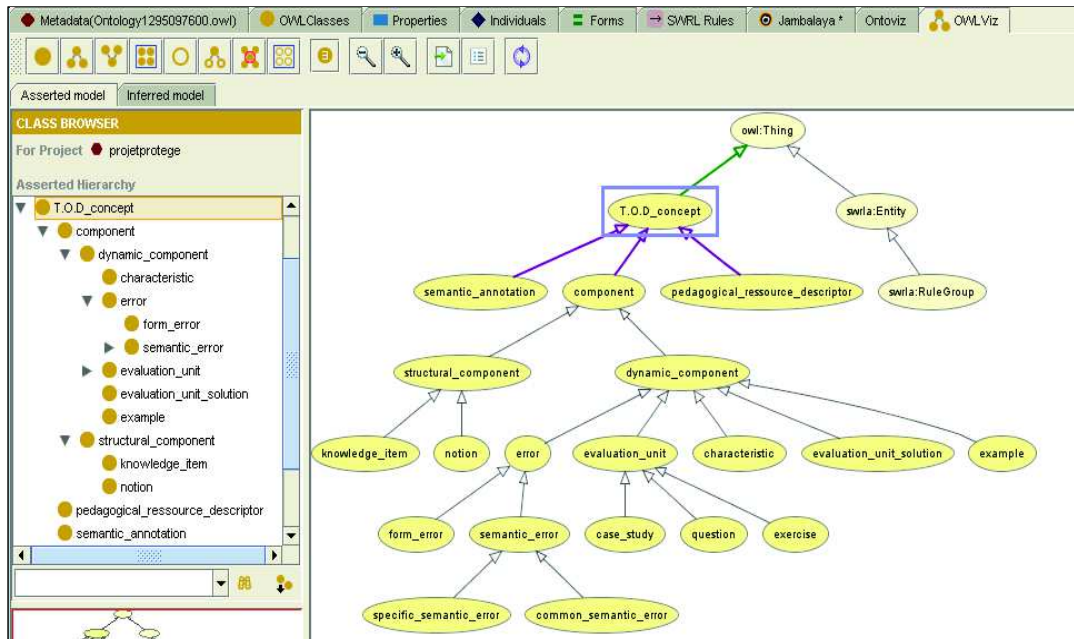 Metadata(Ontology1295097600.owl) OWLClasses Properties Individuals Forms SWRL Rules Jambalaya * Ontoviz OWLViz
Asserted model Inferred model
CLASS BROWSER
For Project projetprotege
Asserted Hierarchy
T.O.D_concept
component
dynamic_component
characteristic
error
form_error
semantic_error
evaluation_unit
evaluation_unit_solution
example
structural_component
knowledge_item
notion
pedagogical_ressource_descriptor
semantic_annotation
owl:Thing
T.O.D_concept swrla:Entity
semantic_annotation component pedagogical_ressource_descriptor swrla:RuleGroup
structural_component dynamic_component
knowledge_item notion error evaluation_unit characteristic evaluation_unit_solution example
form_error semantic_error case_study question exercise
specific_semantic_error common_semantic_error